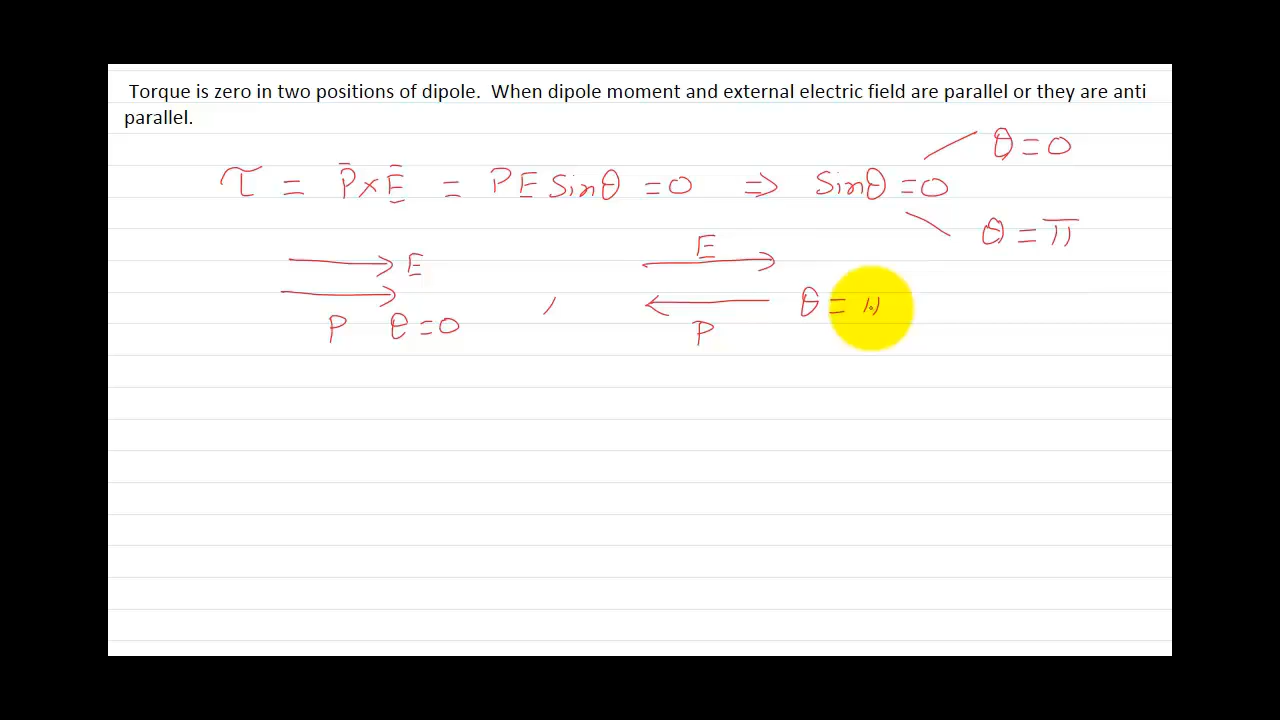 Torque is zero in two positions of dipole. When dipole moment and external electric field are parallel or they are anti
parallel.
θ = 0
τ = P̄ × Ē = PE Sinθ = 0 ⇒ Sinθ = 0
θ = π
E
E
P θ = 0 , P θ = π